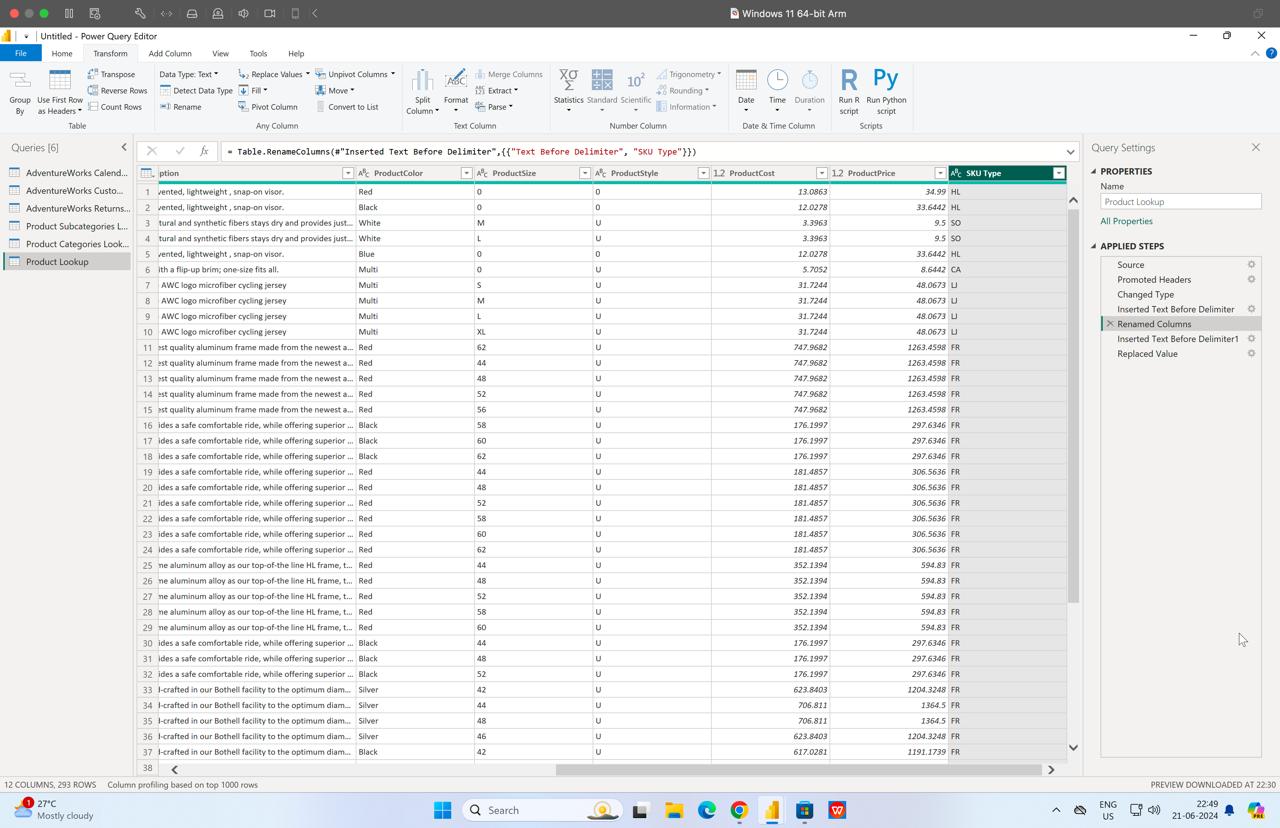 Windows 11 64-bit Arm
Untitled - Power Query Editor
File Home Transform Add Column View Tools Help
Group By
Use First Row as Headers
Transpose
Reverse Rows
Count Rows
Table
Data Type: Text
Detect Data Type
Rename
Replace Values
Fill
Pivot Column
Unpivot Columns
Move
Convert to List
Any Column
Split Column
Format
ABC
Merge Columns
Extract
Parse
Text Column
Statistics
Standard
Scientific
10²
Trigonometry
Rounding
Information
Number Column
Date
Time
Duration
Date & Time Column
R
Run R script
Py
Run Python script
Scripts
Queries [6]
AdventureWorks Calend...
AdventureWorks Custo...
AdventureWorks Returns...
Product Subcategories L...
Product Categories Look...
Product Lookup
fx = Table.RenameColumns(#"Inserted Text Before Delimiter",{{"Text Before Delimiter", "SKU Type"}})
iption ABC ProductColor ABC ProductSize ABC ProductStyle 1.2 ProductCost 1.2 ProductPrice ABC SKU Type
1 vented, lightweight , snap-on visor. Red 0 0 13.0863 34.99 HL
2 vented, lightweight , snap-on visor. Black 0 0 12.0278 33.6442 HL
3 tural and synthetic fibers stays dry and provides just... White M U 3.3963 9.5 SO
4 tural and synthetic fibers stays dry and provides just... White L U 3.3963 9.5 SO
5 vented, lightweight , snap-on visor. Blue 0 0 12.0278 33.6442 HL
6 ith a flip-up brim; one-size fits all. Multi 0 U 5.7052 8.6442 CA
7 AWC logo microfiber cycling jersey Multi S U 31.7244 48.0673 LJ
8 AWC logo microfiber cycling jersey Multi M U 31.7244 48.0673 LJ
9 AWC logo microfiber cycling jersey Multi L U 31.7244 48.0673 LJ
10 AWC logo microfiber cycling jersey Multi XL U 31.7244 48.0673 LJ
11 est quality aluminum frame made from the newest a... Red 62 U 747.9682 1263.4598 FR
12 est quality aluminum frame made from the newest a... Red 44 U 747.9682 1263.4598 FR
13 est quality aluminum frame made from the newest a... Red 48 U 747.9682 1263.4598 FR
14 est quality aluminum frame made from the newest a... Red 52 U 747.9682 1263.4598 FR
15 est quality aluminum frame made from the newest a... Red 56 U 747.9682 1263.4598 FR
16 ides a safe comfortable ride, while offering superior ... Black 58 U 176.1997 297.6346 FR
17 ides a safe comfortable ride, while offering superior ... Black 60 U 176.1997 297.6346 FR
18 ides a safe comfortable ride, while offering superior ... Black 62 U 176.1997 297.6346 FR
19 ides a safe comfortable ride, while offering superior ... Red 44 U 181.4857 306.5636 FR
20 ides a safe comfortable ride, while offering superior ... Red 48 U 181.4857 306.5636 FR
21 ides a safe comfortable ride, while offering superior ... Red 52 U 181.4857 306.5636 FR
22 ides a safe comfortable ride, while offering superior ... Red 58 U 181.4857 306.5636 FR
23 ides a safe comfortable ride, while offering superior ... Red 60 U 181.4857 306.5636 FR
24 ides a safe comfortable ride, while offering superior ... Red 62 U 181.4857 306.5636 FR
25 me aluminum alloy as our top-of-the line HL frame, t... Red 44 U 352.1394 594.83 FR
26 me aluminum alloy as our top-of-the line HL frame, t... Red 48 U 352.1394 594.83 FR
27 me aluminum alloy as our top-of-the line HL frame, t... Red 52 U 352.1394 594.83 FR
28 me aluminum alloy as our top-of-the line HL frame, t... Red 58 U 352.1394 594.83 FR
29 me aluminum alloy as our top-of-the line HL frame, t... Red 60 U 352.1394 594.83 FR
30 ides a safe comfortable ride, while offering superior ... Black 44 U 176.1997 297.6346 FR
31 ides a safe comfortable ride, while offering superior ... Black 48 U 176.1997 297.6346 FR
32 ides a safe comfortable ride, while offering superior ... Black 52 U 176.1997 297.6346 FR
33 l-crafted in our Bothell facility to the optimum diam... Silver 42 U 623.8403 1204.3248 FR
34 l-crafted in our Bothell facility to the optimum diam... Silver 44 U 706.811 1364.5 FR
35 l-crafted in our Bothell facility to the optimum diam... Silver 48 U 706.811 1364.5 FR
36 l-crafted in our Bothell facility to the optimum diam... Silver 46 U 623.8403 1204.3248 FR
37 l-crafted in our Bothell facility to the optimum diam... Black 42 U 617.0281 1191.1739 FR
38
Query Settings
PROPERTIES
Name
Product Lookup
All Properties
APPLIED STEPS
Source
Promoted Headers
Changed Type
Inserted Text Before Delimiter
Renamed Columns
Inserted Text Before Delimiter1
Replaced Value
12 COLUMNS, 293 ROWS Column profiling based on top 1000 rows PREVIEW DOWNLOADED AT 22:30
1
27°C
Mostly cloudy
Search
ENG
US
22:49
21-06-2024
PRE